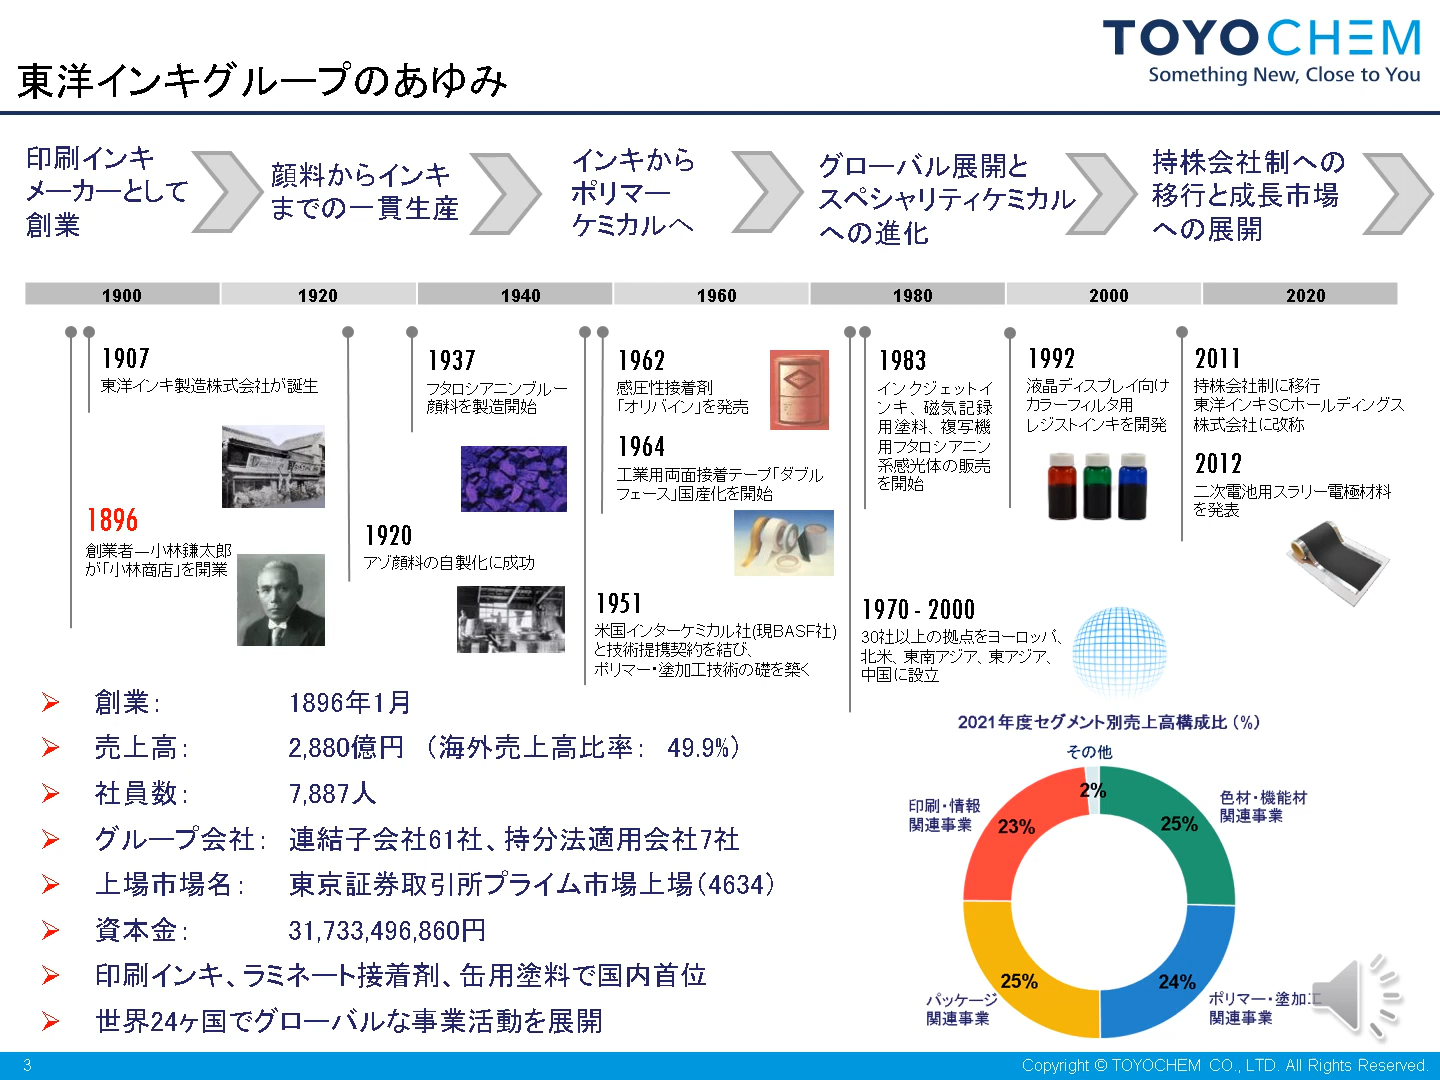 TOYOCHEM
Something New, Close to You
東洋インキグループのあゆみ
印刷インキ
メーカーとして
創業
顔料からインキ
までの一貫生産
インキから
ポリマー
ケミカルへ
グローバル展開と
スペシャリティケミカル
への進化
持株会社制への
移行と成長市場
への展開
1900
1920
1940
1960
1980
2000
2020
1907
東洋インキ製造株式会社が誕生
1896
創業者―小林鎌太郎
が「小林商店」を開業
1937
フタロシアニンブルー
顔料を製造開始
1920
アゾ顔料の自製化に成功
1962
感圧性接着剤
「オリバイン」を発売
1964
工業用両面接着テープ「ダブル
フェース」国産化を開始
1951
米国インターケミカル社(現BASF社)
と技術提携契約を結び、
ポリマー・塗加工技術の礎を築く
1983
インクジェットイ
ンキ、磁気記録
用塗料、複写機
用フタロシアニン
系感光体の販売
を開始
1970 - 2000
30社以上の拠点をヨーロッパ、
北米、東南アジア、東アジア、
中国に設立
1992
液晶ディスプレイ向け
カラーフィルタ用
レジストインキを開発
2011
持株会社制に移行
東洋インキSCホールディングス
株式会社に改称
2012
二次電池用スラリー電極材料
を発表
創業： 1896年1月
売上高： 2,880億円 （海外売上高比率： 49.9%）
社員数： 7,887人
グループ会社： 連結子会社61社、持分法適用会社7社
上場市場名： 東京証券取引所プライム市場上場（4634）
資本金： 31,733,496,860円
印刷インキ、ラミネート接着剤、缶用塗料で国内首位
世界24ヶ国でグローバルな事業活動を展開
2021年度セグメント別売上高構成比（%）
その他
2%
色材・機能材
関連事業
25%
ポリマー・塗加工
関連事業
24%
パッケージ
関連事業
25%
印刷・情報
関連事業
23%
3
Copyright © TOYOCHEM CO., LTD. All Rights Reserved.